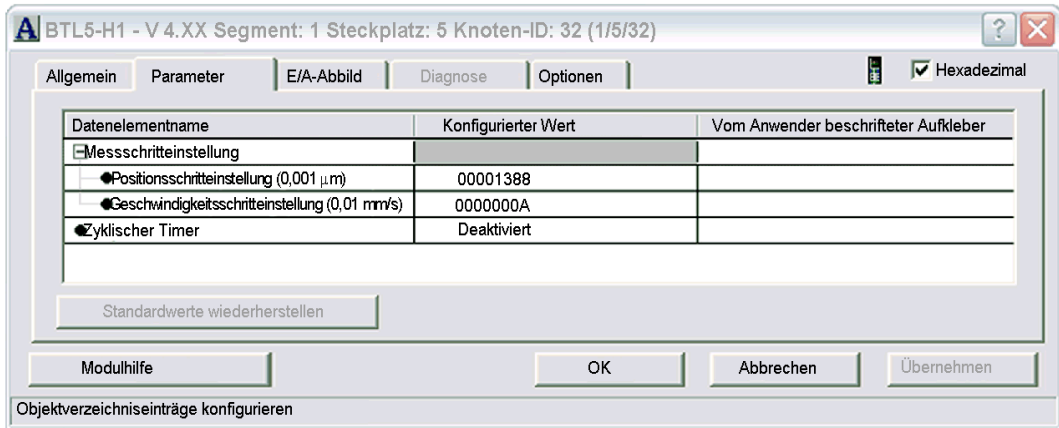 A BTL5-H1 - V 4.XX Segment: 1 Steckplatz: 5 Knoten-ID: 32 (1/5/32) ?
Allgemein Parameter E/A-Abbild Diagnose Optionen Hexadezimal
Datenelementname Konfigurierter Wert Vom Anwender beschrifteter Aufkleber
Messschritteinstellung
Positionsschritteinstellung (0,001 µm) 00001388
Geschwindigkeitsschritteinstellung (0,01 mm/s) 0000000A
Zyklischer Timer Deaktiviert
Standardwerte wiederherstellen
Modulhilfe OK Abbrechen Übernehmen
Objektverzeichniseinträge konfigurieren